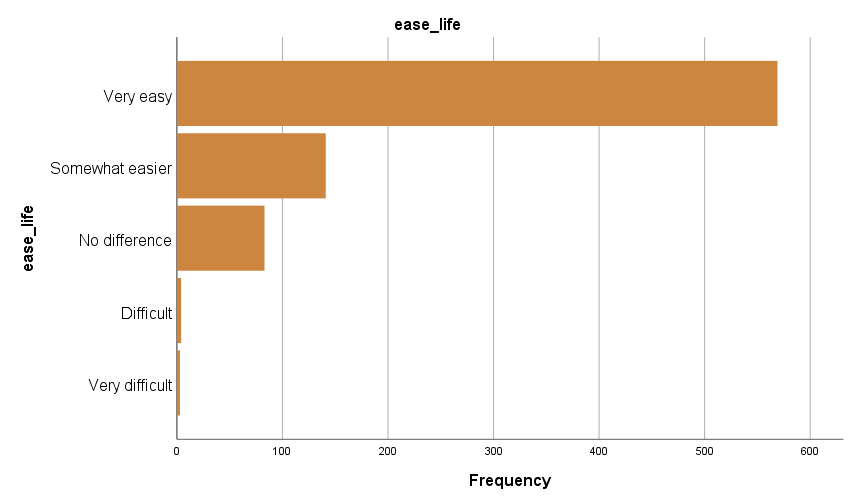 ease_life
Very easy
Somewhat easier
No difference
Difficult
Very difficult
ease_life
0 100 200 300 400 500 600
Frequency